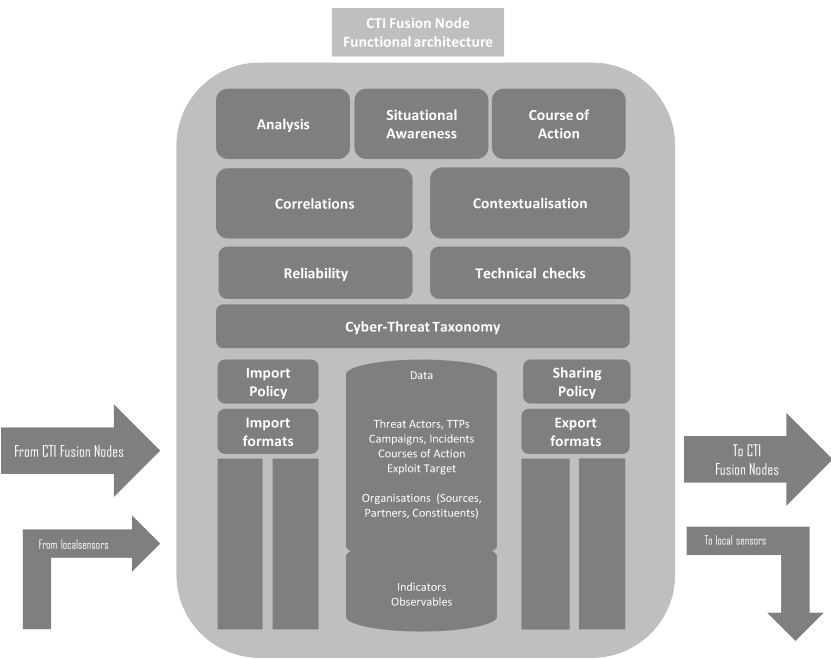 CTI Fusion Node
Functional architecture
Analysis
Situational
Awareness
Course of
Action
Correlations
Contextualisation
Reliability
Technical checks
Cyber-Threat Taxonomy
Import
Policy
Data
Sharing
Policy
Import
formats
Threat Actors, TTPs
Campaigns, Incidents
Courses of Action
Exploit Target
Export
formats
From CTI Fusion Nodes
To CTI
Fusion Nodes
Organisations (Sources,
Partners, Constituents)
From localsensors
To local sensors
Indicators
Observables